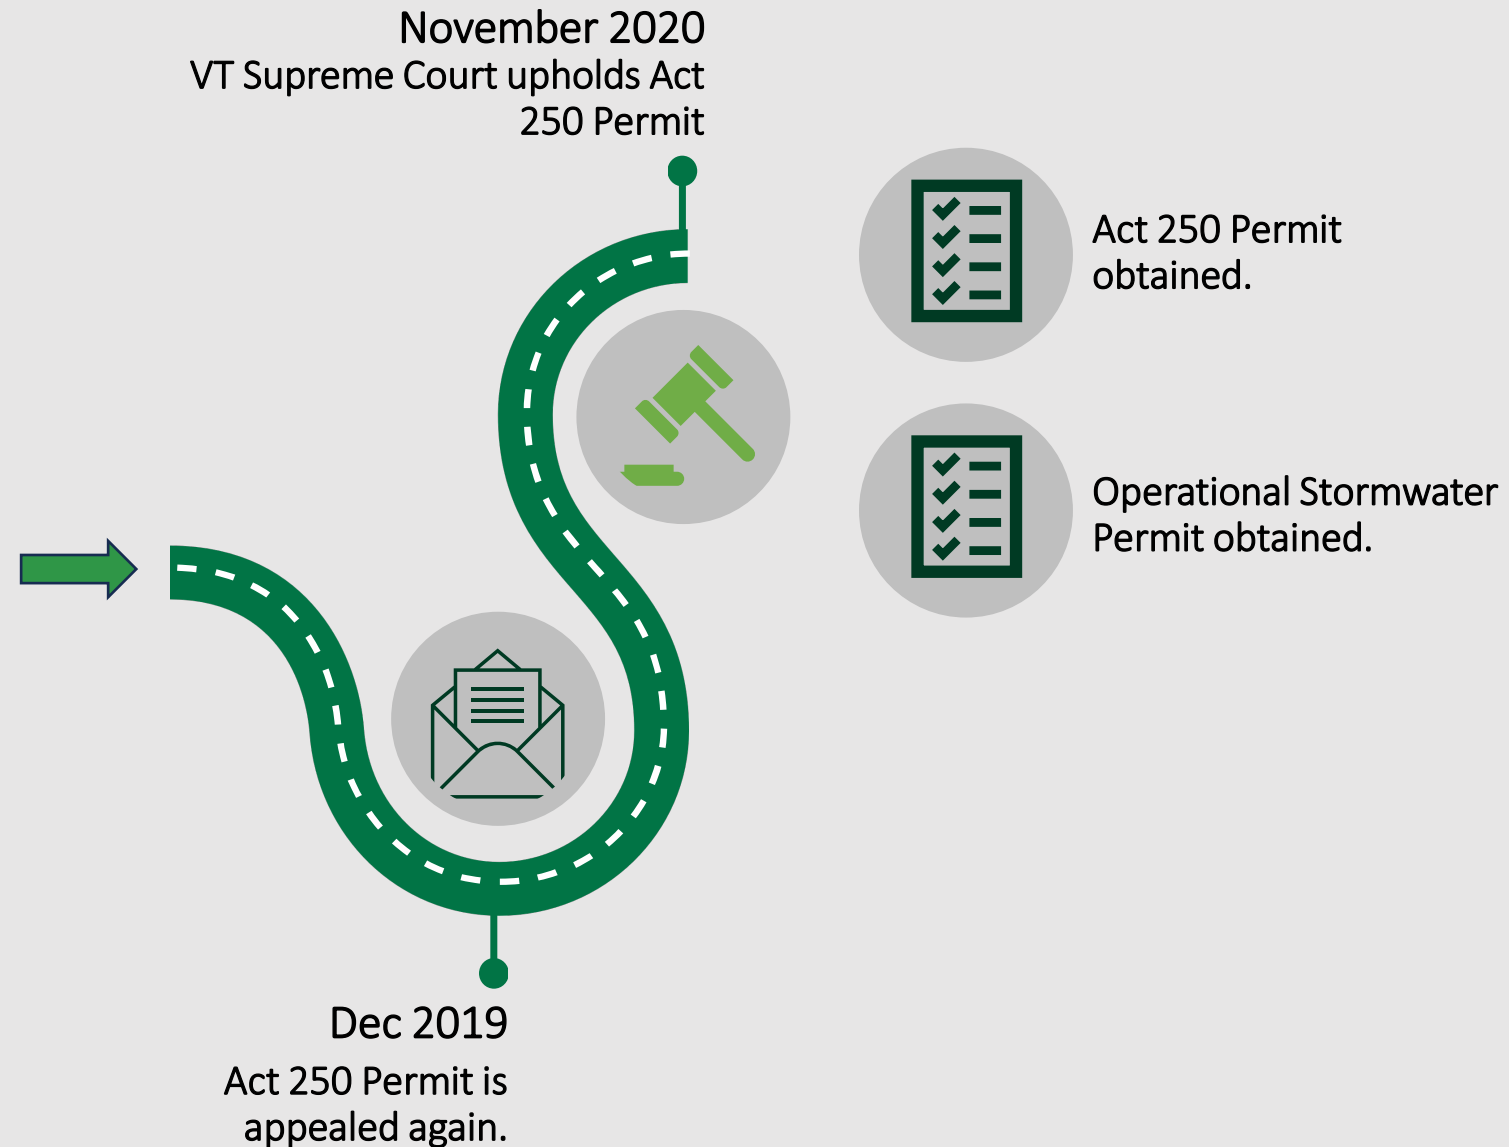 November 2020
VT Supreme Court upholds Act
250 Permit
Act 250 Permit
obtained.
Operational Stormwater
Permit obtained.
Dec 2019
Act 250 Permit is
appealed again.